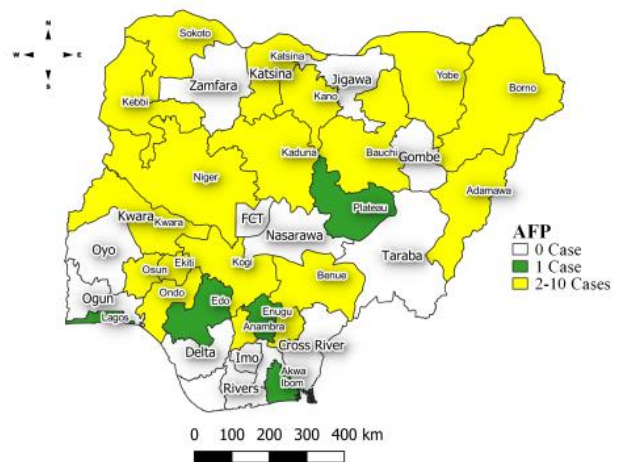 N
W E
S
Sokoto
Katsina
Zamfara
Katsina
Jigawa
Yobe
Borno
Kebbi
Kano
Kaduna
Bauchi
Gombe
Niger
Adamawa
Plateau
Kwara
Kwara
FCT
Nasarawa
Oyo
Taraba
Osun
Ekiti
Kogi
Benue
Ogun
Ondo
Edo
Enugu
Lagos
Anambra
Cross River
Delta
Imo
Akwa
Ibom
Rivers
AFP
0 Case
1 Case
2-10 Cases
0 100 200 300 400 km